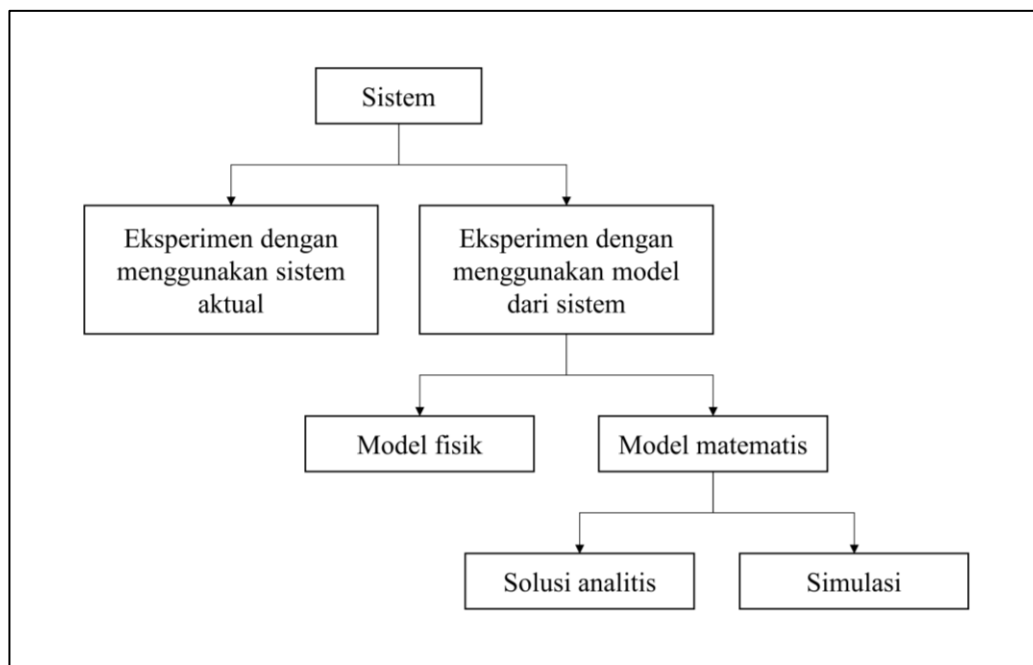 Sistem
Eksperimen dengan
menggunakan sistem
aktual
Eksperimen dengan
menggunakan model
dari sistem
Model fisik
Model matematis
Solusi analitis
Simulasi